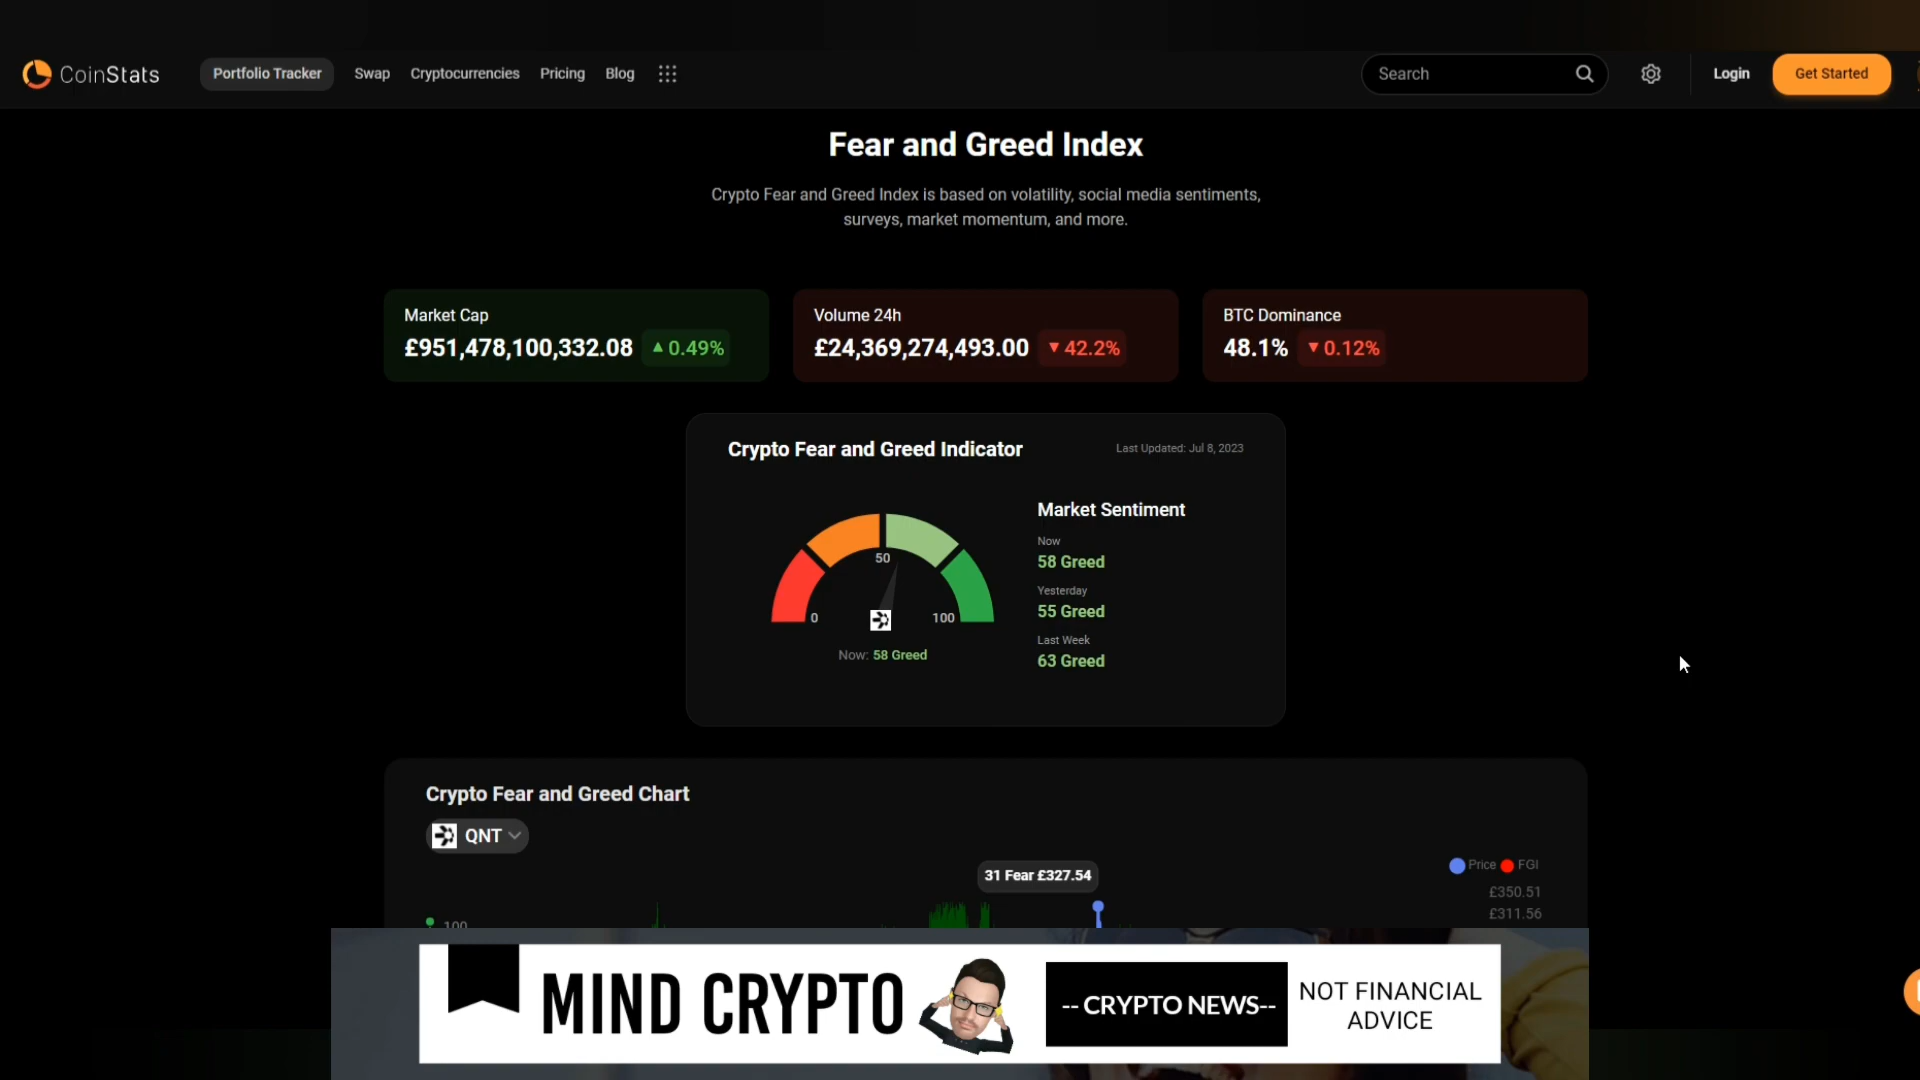 CoinStats
Portfolio Tracker
Swap
Cryptocurrencies
Pricing
Blog
Search
Login
Get Started
Fear and Greed Index
Crypto Fear and Greed Index is based on volatility, social media sentiments,
surveys, market momentum, and more.
Market Cap
£951,478,100,332.08
▲0.49%
Volume 24h
£24,369,274,493.00
▼42.2%
BTC Dominance
48.1%
▼0.12%
Crypto Fear and Greed Indicator
Last Updated: Jul 8, 2023
50
0
100
Now: 58 Greed
Market Sentiment
Now
58 Greed
Yesterday
55 Greed
Last Week
63 Greed
Crypto Fear and Greed Chart
QNT
31 Fear £327.54
Price
FGI
£350.51
£311.56
100
MIND CRYPTO
-- CRYPTO NEWS--
NOT FINANCIAL
ADVICE